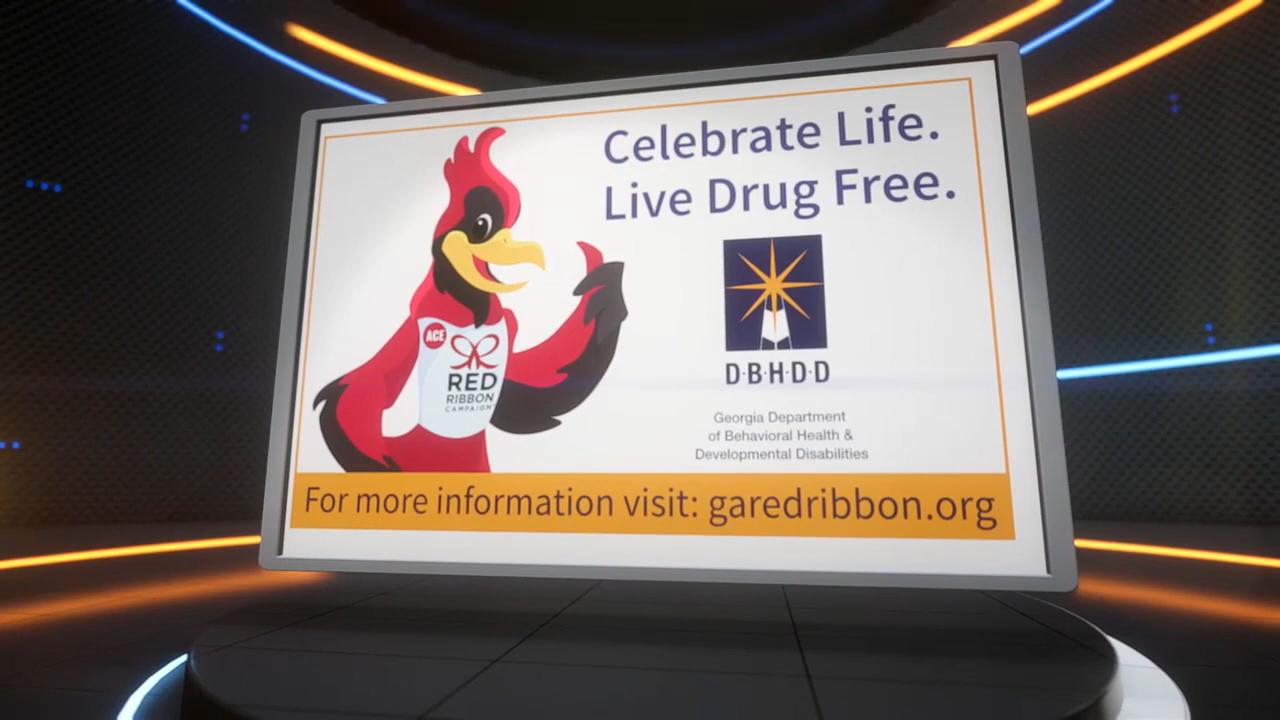 Celebrate Life.
Live Drug Free.
ACE
RED
RIBBON
CAMPAIGN
D·B·H·D·D
Georgia Department
of Behavioral Health &
Developmental Disabilities
For more information visit: garedribbon.org